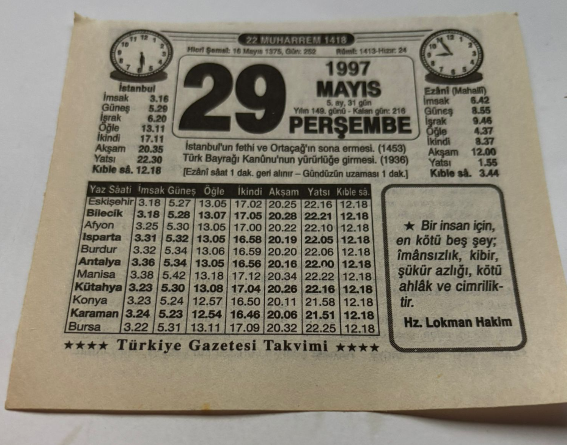 22 MUHARREM 1418
Hicrî Şemsî: 16 Mayıs 1375, Gün: 252 Rûmî: 1413-Hızır: 24
İstanbul
İmsak 3.16
Güneş 5.29
İşrak 6.20
Öğle 13.11
İkindi 17.11
Akşam 20.35
Yatsı 22.30
Kıble sâ. 12.18
29
1997
MAYIS
5. ay, 31 gün
Yılın 149. günü - Kalan gün: 216
PERŞEMBE
İstanbul'un fethi ve Ortaçağ'ın sona ermesi. (1453)
Türk Bayrağı Kanûnu'nun yürürlüğe girmesi. (1936)
[Ezânî sâat 1 dak. geri alınır – Gündüzün uzaması 1 dak.]
Ezânî (Mahallî)
İmsak 6.42
Güneş 8.55
İşrak 9.46
Öğle 4.37
İkindi 8.37
Akşam 12.00
Yatsı 1.55
Kıble sâ. 3.44
Yaz Sâati İmsak Güneş Öğle İkindi Aksam Yatsı Kıble sâ.
Eskişehir 3.18 5.27 13.05 17.02 20.25 22.16 12.18
Bilecik 3.18 5.28 13.07 17.05 20.28 22.21 12.18
Afyon 3.25 5.30 13.05 17.00 20.22 22.10 12.18
Isparta 3.31 5.32 13.05 16.58 20.19 22.05 12.18
Burdur 3.32 5.34 13.06 16.59 20.20 22.06 12.18
Antalya 3.36 5.34 13.05 16.56 20.16 22.00 12.18
Manisa 3.38 5.42 13.18 17.12 20.34 22.22 12.18
Kütahya 3.23 5.30 13.08 17.04 20.26 22.16 12.18
Konya 3.23 5.24 12.57 16.50 20.11 21.58 12.18
Karaman 3.24 5.23 12.54 16.46 20.06 21.51 12.18
Bursa 3.22 5.31 13.11 17.09 20.32 22.25 12.18
★ Bir insan için,
en kötü beş şey;
îmânsızlık, kibir,
şükür azlığı, kötü
ahlâk ve cimrilik-
tir.
Hz. Lokman Hakim
★★★★ Türkiye Gazetesi Takvimi ★★★★